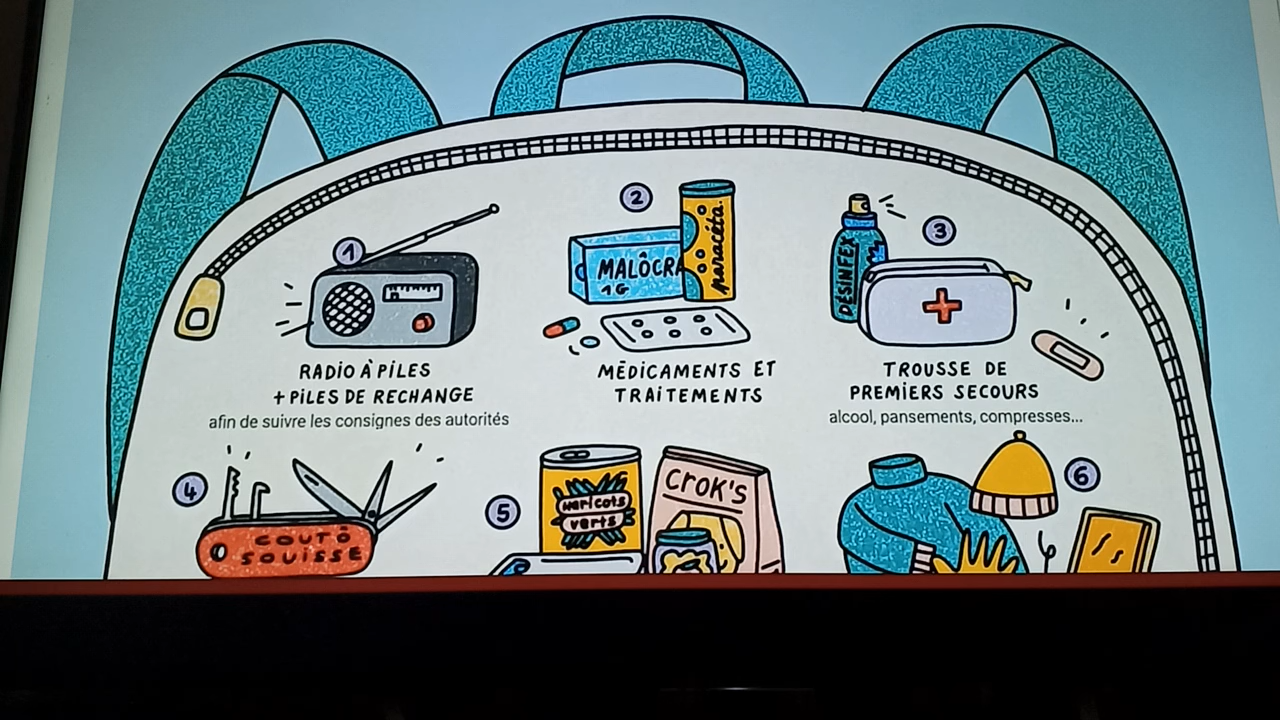 1
RADIO À PILES
+ PILES DE RECHANGE
afin de suivre les consignes des autorités
2
MALÔCRA
1G
paracéta.
MÉDICAMENTS ET
TRAITEMENTS
3
DÉSINFEX
TROUSSE DE
PREMIERS SECOURS
alcool, pansements, compresses...
4
COUTÔ
SOUISSE
5
Haricots
verts
CROK'S
6